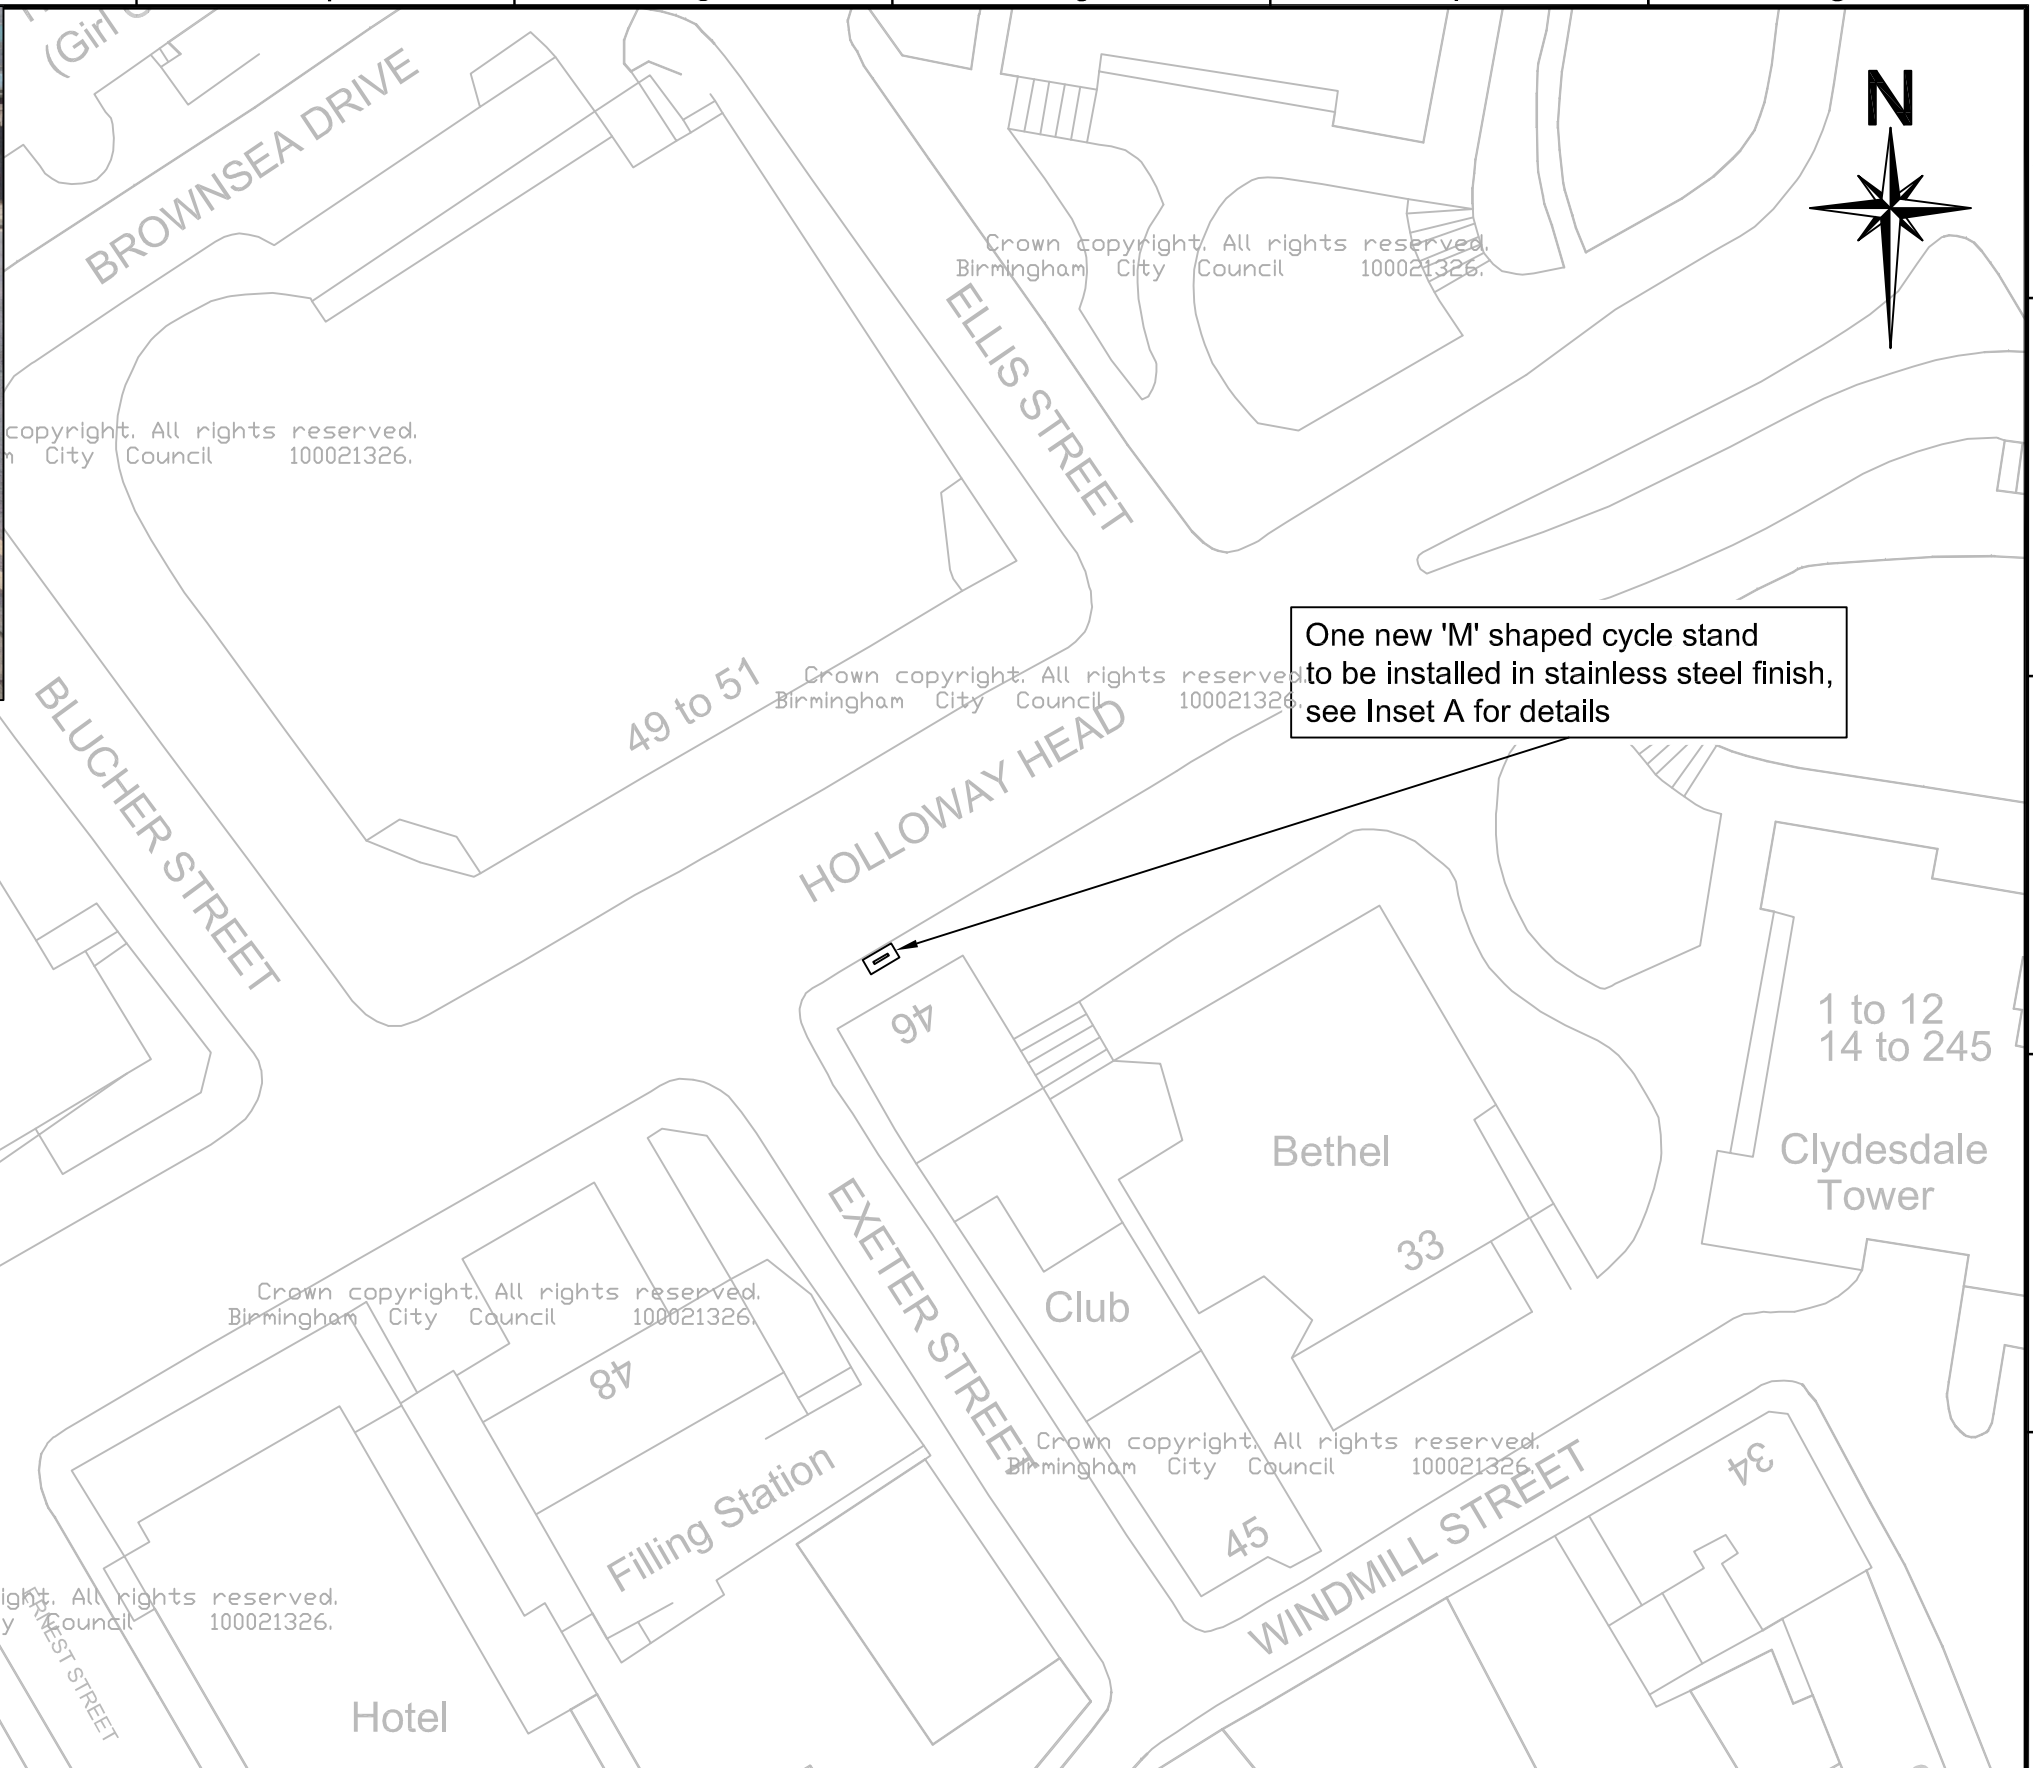 (Girl
N
BROWNSEA DRIVE
Crown copyright. All rights reserved.
Birmingham City Council 100021326.
ELLIS STREET
copyright. All rights reserved.
City Council 100021326.
One new 'M' shaped cycle stand
to be installed in stainless steel finish,
see Inset A for details
49 to 51
Crown copyright. All rights reserved.
Birmingham City Council 100021326.
BLUCHER STREET
HOLLOWAY HEAD
46
1 to 12
14 to 245
Clydesdale
Tower
Bethel
33
EXETER STREET
Club
Crown copyright. All rights reserved.
Birmingham City Council 100021326.
48
Filling Station
Crown copyright. All rights reserved.
Birmingham City Council 100021326.
34
45
WINDMILL STREET
ight. All rights reserved.
y Council 100021326.
ERNEST STREET
Hotel